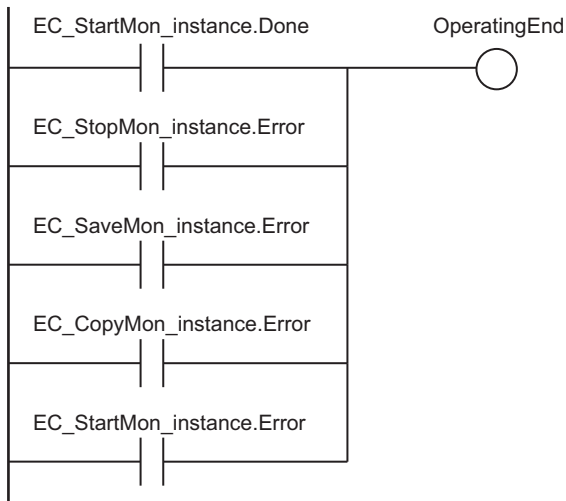 EC_StartMon_instance.Done
OperatingEnd
EC_StopMon_instance.Error
EC_SaveMon_instance.Error
EC_CopyMon_instance.Error
EC_StartMon_instance.Error